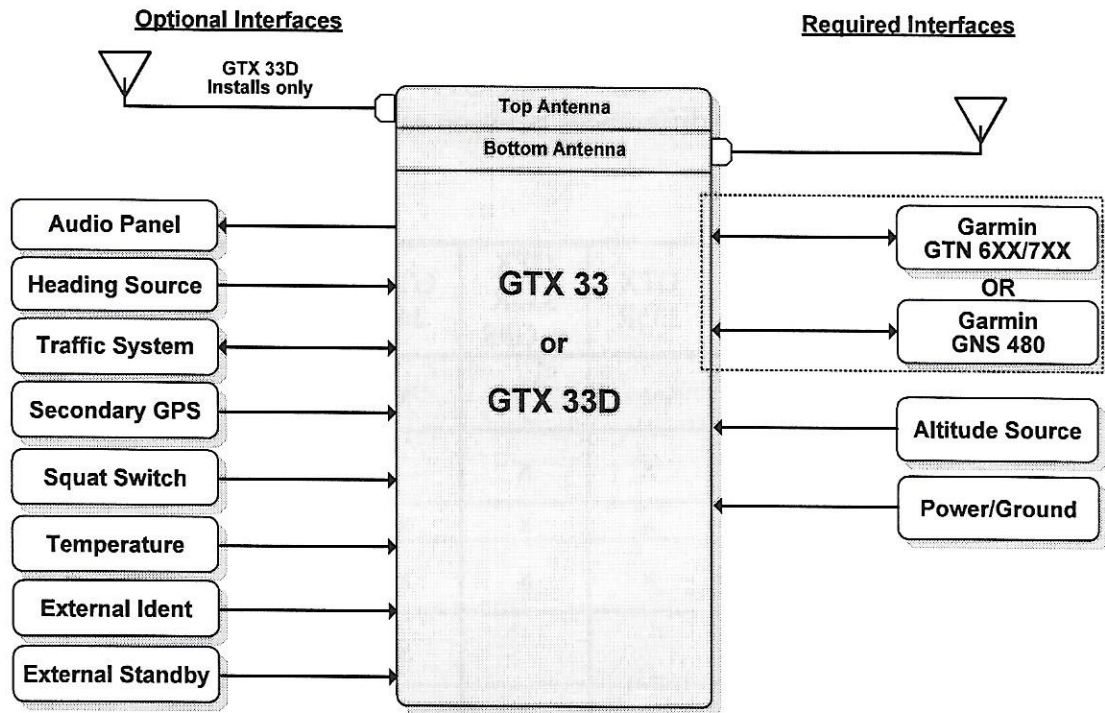 Optional Interfaces
Required Interfaces
GTX 33D
Installs only
Top Antenna
Bottom Antenna
Audio Panel
Heading Source
Traffic System
Secondary GPS
Squat Switch
Temperature
External Ident
External Standby
GTX 33
or
GTX 33D
Garmin
GTN 6XX/7XX
OR
Garmin
GNS 480
Altitude Source
Power/Ground